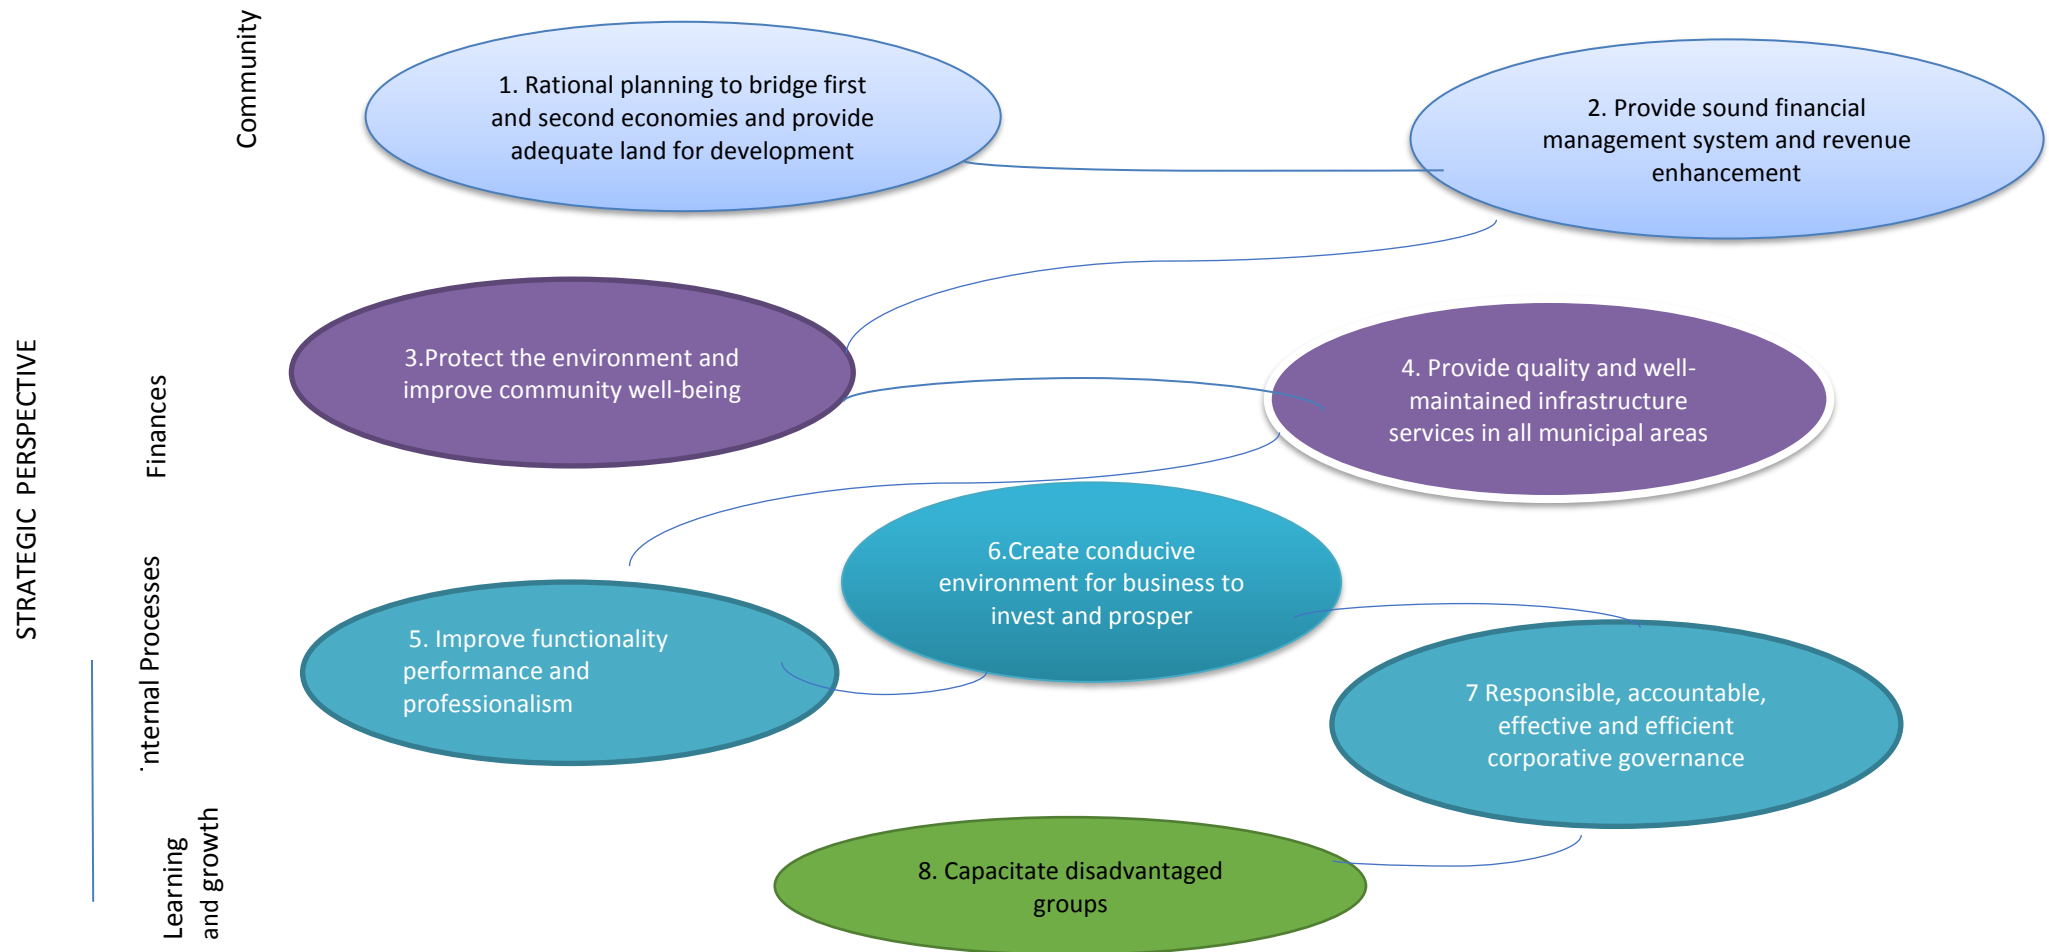 Community
1. Rational planning to bridge first
and second economies and provide
adequate land for development
2. Provide sound financial
management system and revenue
enhancement
STRATEGIC PERSPECTIVE
Finances
3.Protect the environment and
improve community well-being
4. Provide quality and well-
maintained infrastructure
services in all municipal areas
nternal Processes
5. Improve functionality
performance and
professionalism
6.Create conducive
environment for business to
invest and prosper
7 Responsible, accountable,
effective and efficient
corporative governance
Learning
and growth
8. Capacitate disadvantaged
groups